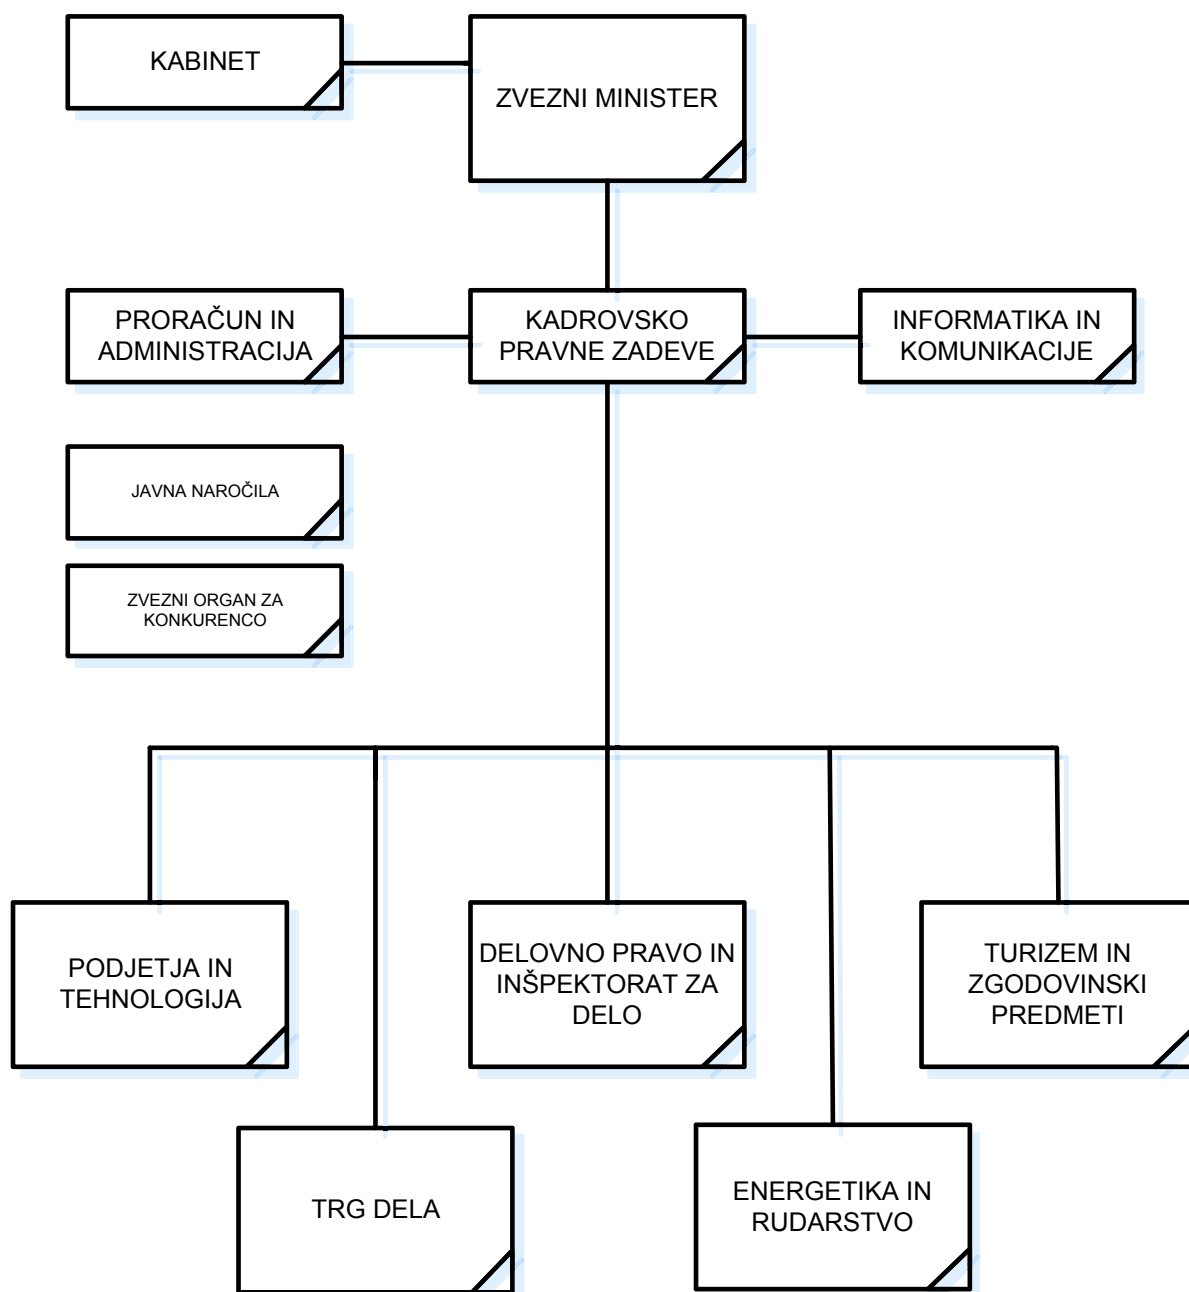 KABINET
ZVEZNI MINISTER
PRORAČUN IN
ADMINISTRACIJA
KADROVSKO
PRAVNE ZADEVE
INFORMATIKA IN
KOMUNIKACIJE
JAVNA NAROČILA
ZVEZNI ORGAN ZA
KONKURENCO
PODJETJA IN
TEHNOLOGIJA
DELOVNO PRAVO IN
INŠPEKTORAT ZA
DELO
TURIZEM IN
ZGODOVINSKI
PREDMETI
TRG DELA
ENERGETIKA IN
RUDARSTVO